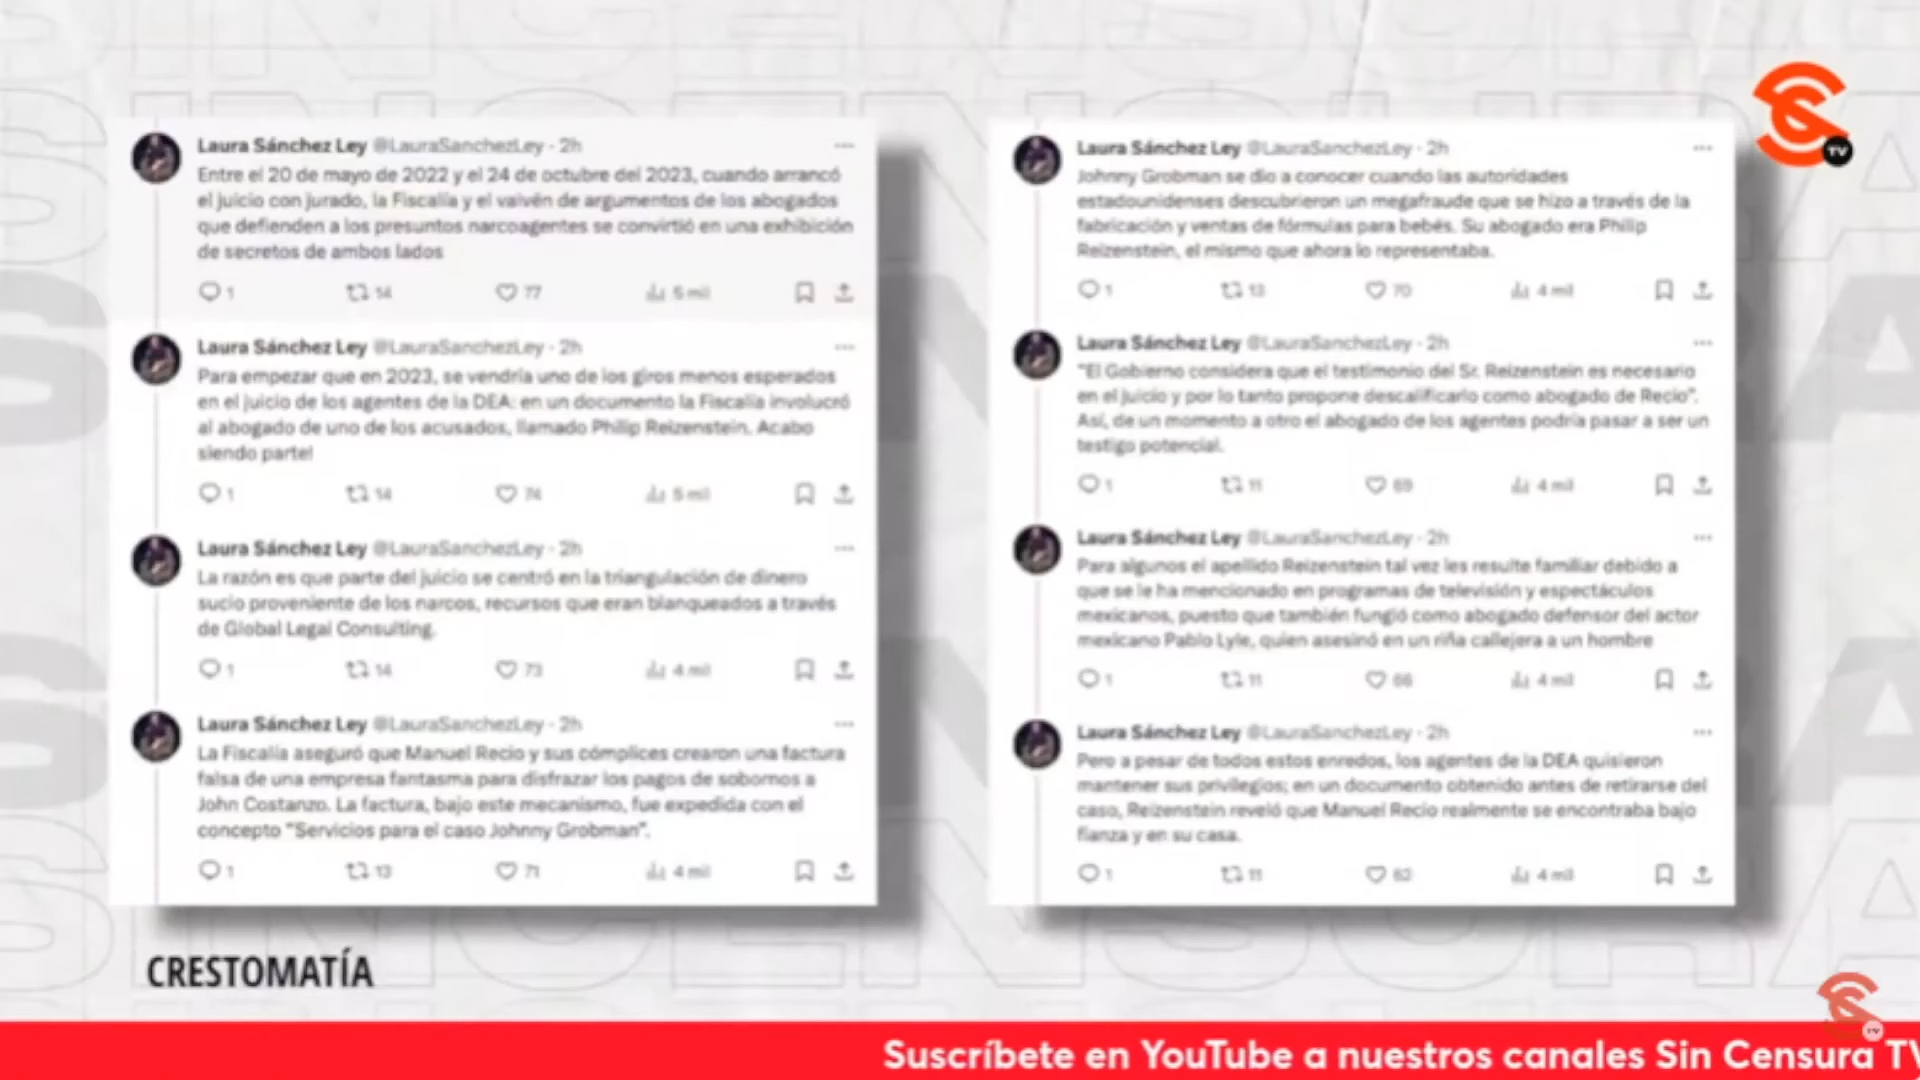 Laura Sánchez Ley @LauraSanchezLey · 2h
Entre el 20 de mayo de 2022 y el 24 de octubre del 2023, cuando arrancó
el juicio con jurado, la Fiscalía y el vaivén de argumentos de los abogados
que defienden a los presuntos narcoagentes se convirtió en una exhibición
de secretos de ambos lados
1 14 77 5 mil
Laura Sánchez Ley @LauraSanchezLey · 2h
Para empezar que en 2023, se vendría uno de los giros menos esperados
en el juicio de los agentes de la DEA: en un documento la Fiscalía involucró
al abogado de uno de los acusados, llamado Philip Reizenstein. Acabo
siendo parte!
1 14 74 5 mil
Laura Sánchez Ley @LauraSanchezLey · 2h
La razón es que parte del juicio se centró en la triangulación de dinero
sucio proveniente de los narcos, recursos que eran blanqueados a través
de Global Legal Consulting.
1 14 73 4 mil
Laura Sánchez Ley @LauraSanchezLey · 2h
La Fiscalía aseguró que Manuel Recio y sus cómplices crearon una factura
falsa de una empresa fantasma para disfrazar los pagos de sobornos a
John Costanzo. La factura, bajo este mecanismo, fue expedida con el
concepto "Servicios para el caso Johnny Grobman".
1 13 71 4 mil
Laura Sánchez Ley @LauraSanchezLey · 2h
Johnny Grobman se dio a conocer cuando las autoridades
estadounidenses descubrieron un megafraude que se hizo a través de la
fabricación y ventas de fórmulas para bebés. Su abogado era Philip
Reizenstein, el mismo que ahora lo representaba.
1 13 70 4 mil
Laura Sánchez Ley @LauraSanchezLey · 2h
"El Gobierno considera que el testimonio del Sr. Reizenstein es necesario
en el juicio y por lo tanto propone descalificarlo como abogado de Recio".
Así, de un momento a otro el abogado de los agentes podría pasar a ser un
testigo potencial.
1 11 69 4 mil
Laura Sánchez Ley @LauraSanchezLey · 2h
Para algunos el apellido Reizenstein tal vez les resulte familiar debido a
que se le ha mencionado en programas de televisión y espectáculos
mexicanos, puesto que también fungió como abogado defensor del actor
mexicano Pablo Lyle, quien asesinó en un riña callejera a un hombre
1 11 66 4 mil
Laura Sánchez Ley @LauraSanchezLey · 2h
Pero a pesar de todos estos enredos, los agentes de la DEA quisieron
mantener sus privilegios; en un documento obtenido antes de retirarse del
caso, Reizenstein reveló que Manuel Recio realmente se encontraba bajo
fianza y en su casa.
1 11 63 4 mil
TV
CRESTOMATÍA
TV
Suscríbete en YouTube a nuestros canales Sin Censura TV